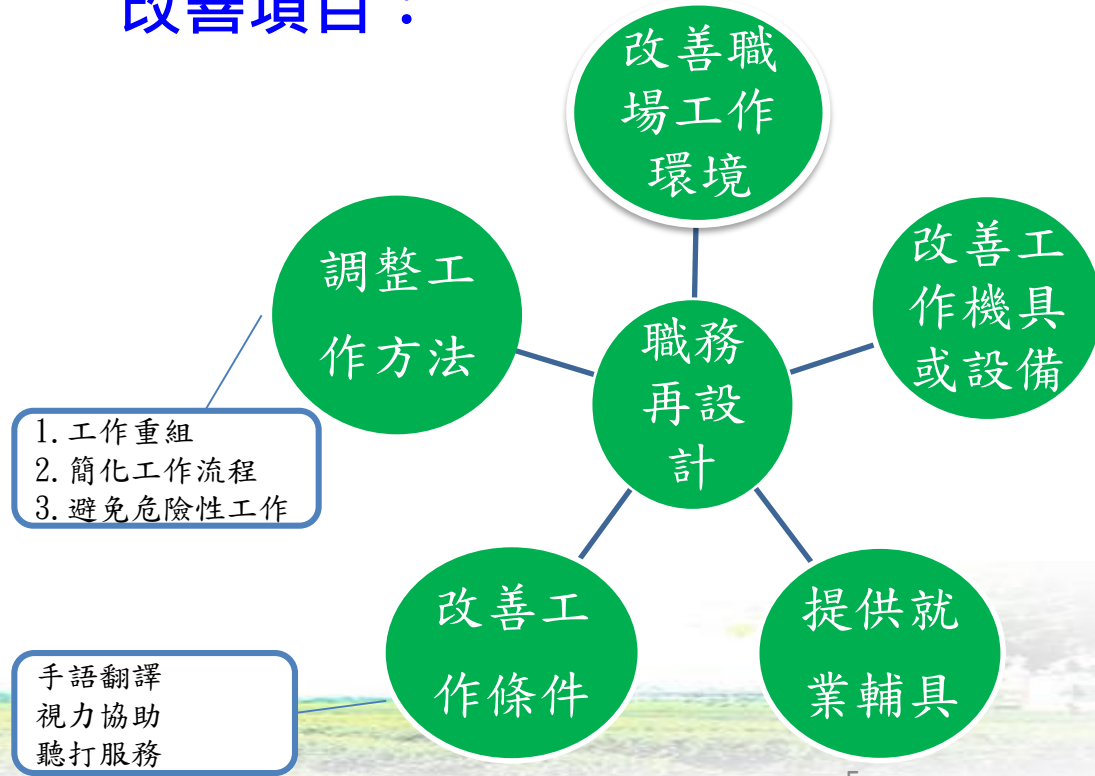 改善項目：
改善職
場工作
環境
調整工
作方法
改善工
作機具
或設備
職務
再設
計
1.工作重組
2.簡化工作流程
3.避免危險性工作
改善工
作條件
提供就
業輔具
手語翻譯
視力協助
聽打服務